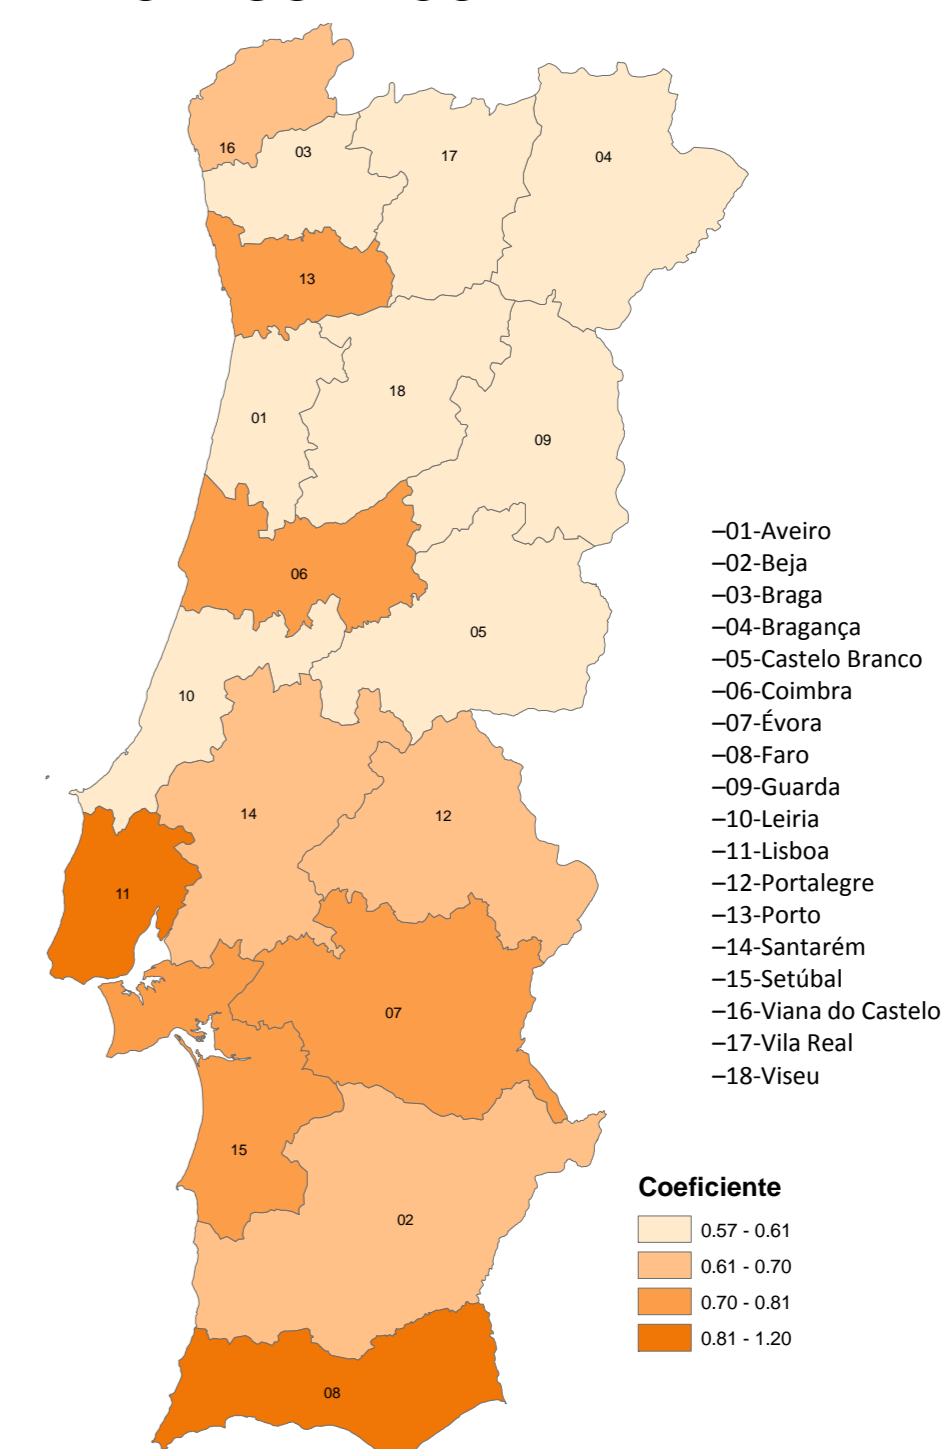 16
03
17
04
13
18
01
09
06
05
10
14
12
11
07
15
02
08
–01-Aveiro
–02-Beja
–03-Braga
–04-Bragança
–05-Castelo Branco
–06-Coimbra
–07-Évora
–08-Faro
–09-Guarda
–10-Leiria
–11-Lisboa
–12-Portalegre
–13-Porto
–14-Santarém
–15-Setúbal
–16-Viana do Castelo
–17-Vila Real
–18-Viseu
Coeficiente
0.57 - 0.61
0.61 - 0.70
0.70 - 0.81
0.81 - 1.20